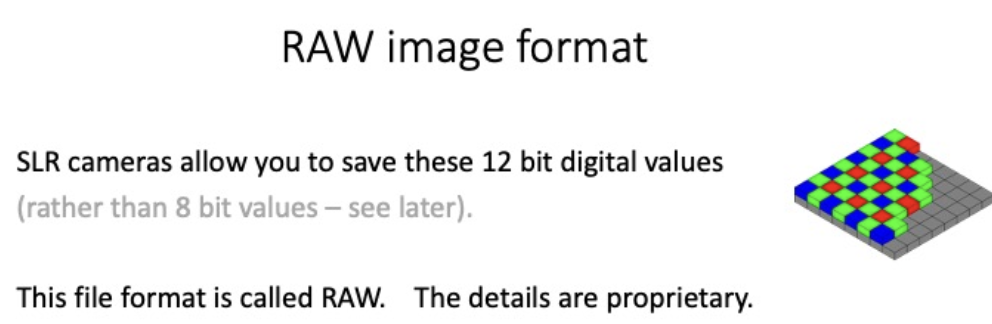 RAW image format
SLR cameras allow you to save these 12 bit digital values
(rather than 8 bit values – see later).
This file format is called RAW. The details are proprietary.